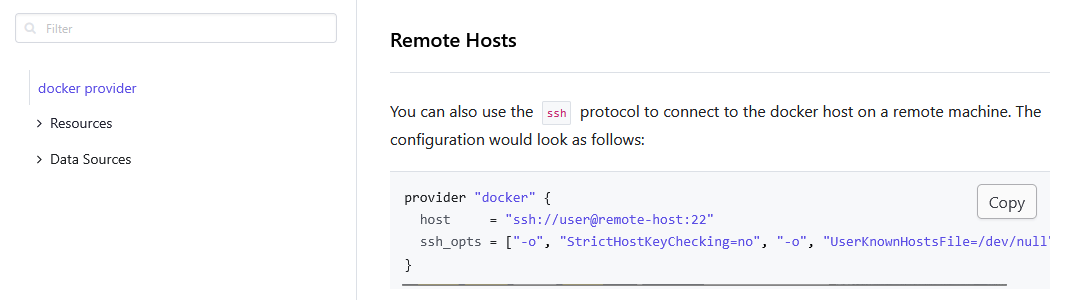 Filter
docker provider
Resources
Data Sources
Remote Hosts
You can also use the ssh protocol to connect to the docker host on a remote machine. The
configuration would look as follows:
Copy
provider "docker" {
host     = "ssh://user@remote-host:22"
ssh_opts = ["-o", "StrictHostKeyChecking=no", "-o", "UserKnownHostsFile=/dev/null"
}